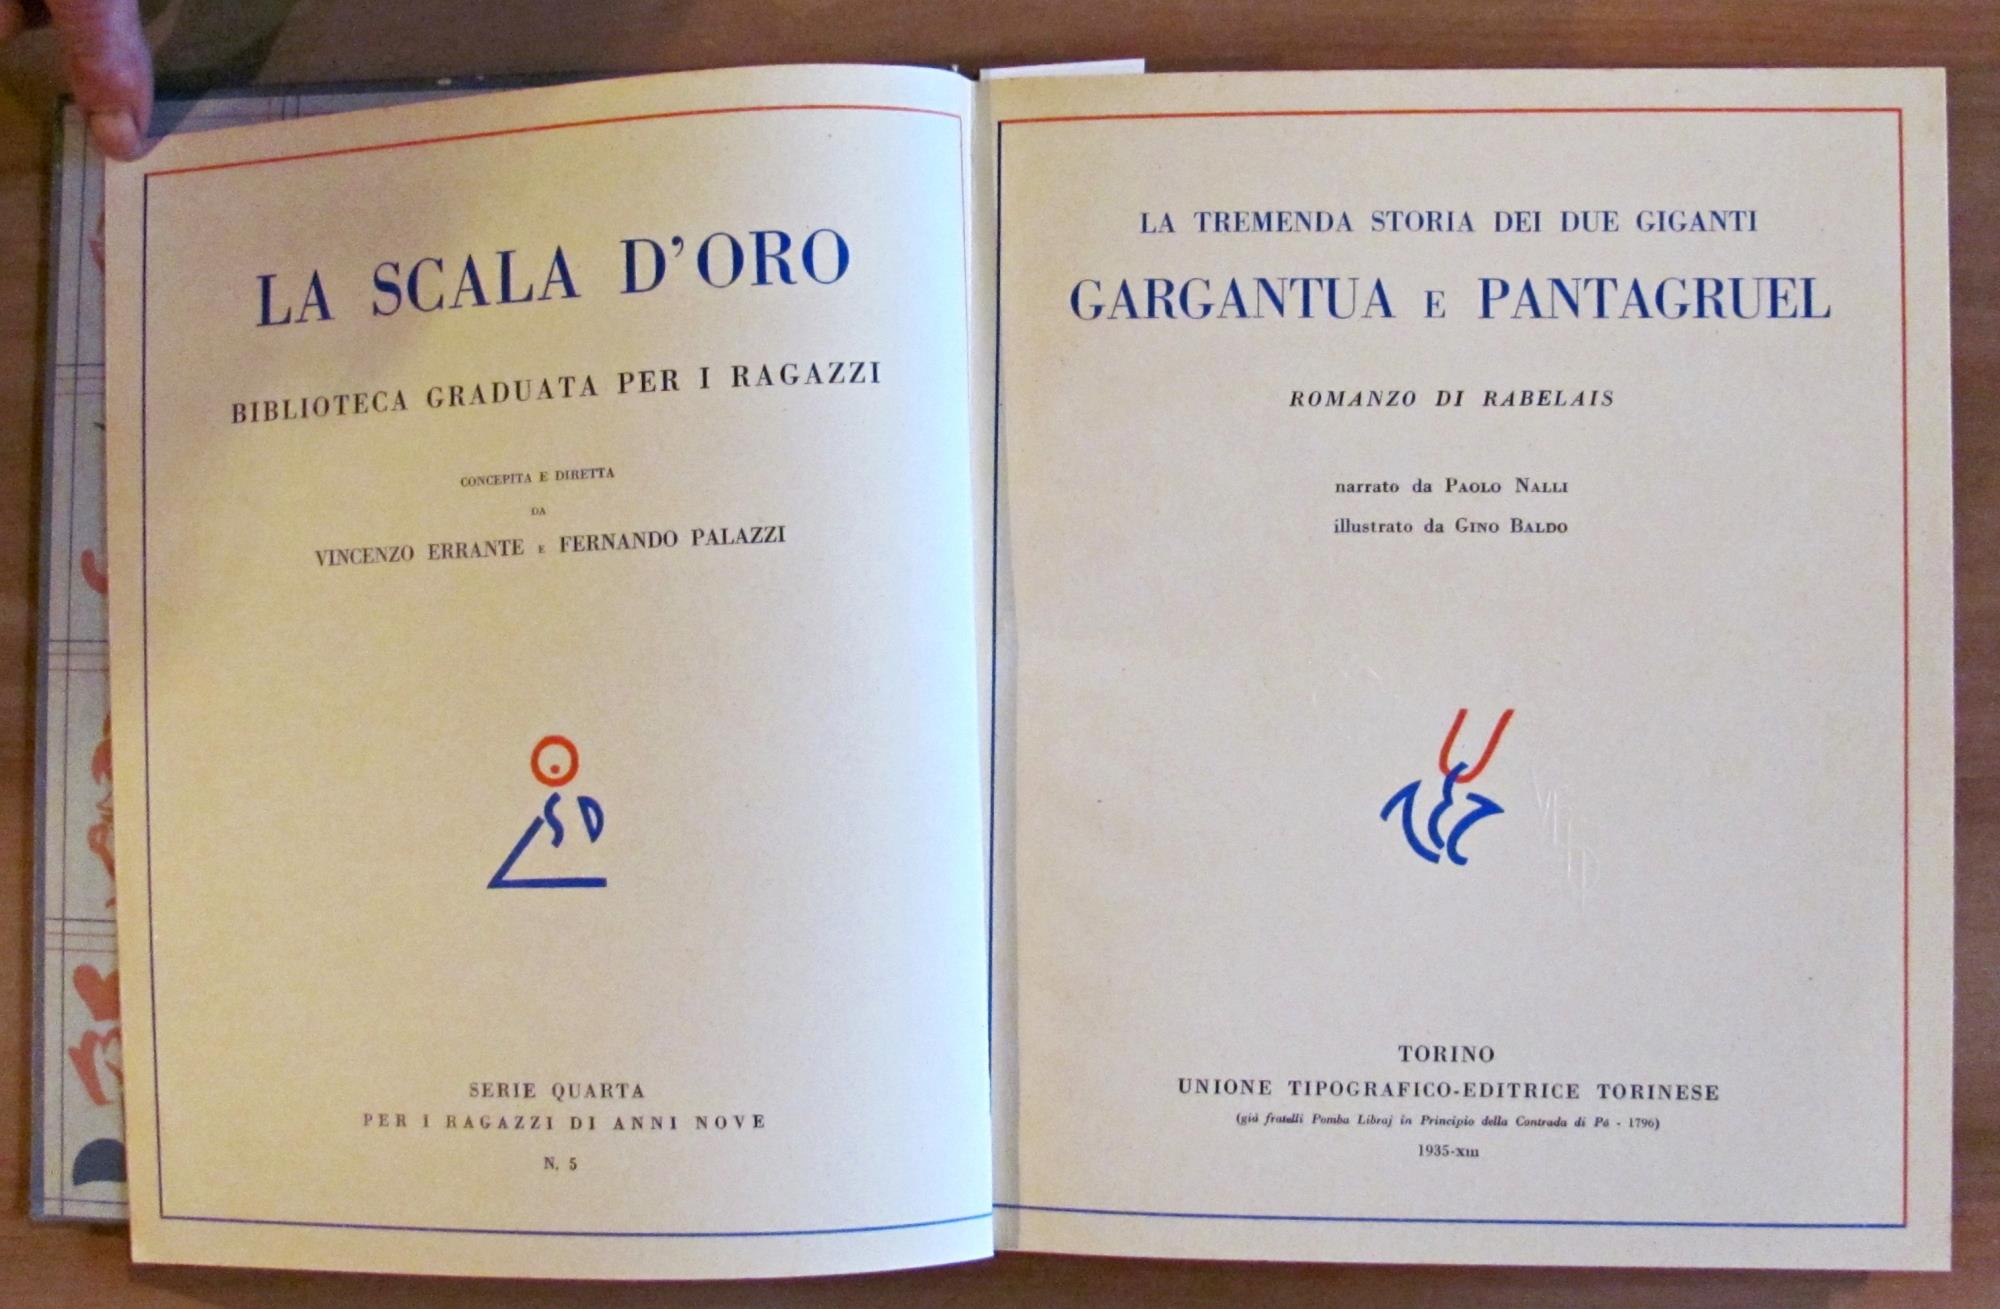 LA SCALA D'ORO
BIBLIOTECA GRADUATA PER I RAGAZZI
CONCEPITA E DIRETTA
DA
VINCENZO ERRANTE E FERNANDO PALAZZI
SD
SERIE QUARTA
PER I RAGAZZI DI ANNI NOVE
N. 5
LA TREMENDA STORIA DEI DUE GIGANTI
GARGANTUA E PANTAGRUEL
ROMANZO DI RABELAIS
narrato da PAOLO NALLI
illustrato da GINO BALDO
TORINO
UNIONE TIPOGRAFICO-EDITRICE TORINESE
(già fratelli Pomba Libraj in Principio della Contrada di Pò - 1796)
1935-XIII